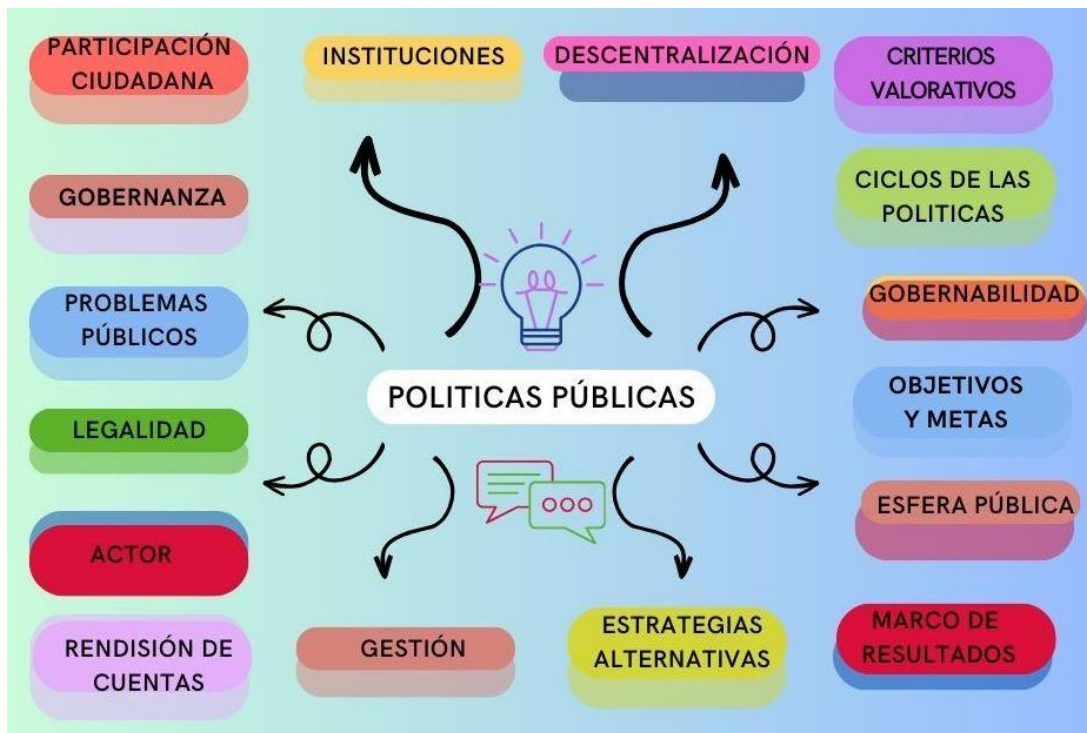 PARTICIPACIÓN
CIUDADANA
INSTITUCIONES
DESCENTRALIZACIÓN
CRITERIOS
VALORATIVOS
GOBERNANZA
CICLOS DE LAS
POLITICAS
PROBLEMAS
PÚBLICOS
GOBERNABILIDAD
POLITICAS PÚBLICAS
OBJETIVOS
Y METAS
LEGALIDAD
ESFERA PÚBLICA
ACTOR
RENDISIÓN DE
CUENTAS
GESTIÓN
ESTRATEGIAS
ALTERNATIVAS
MARCO DE
RESULTADOS